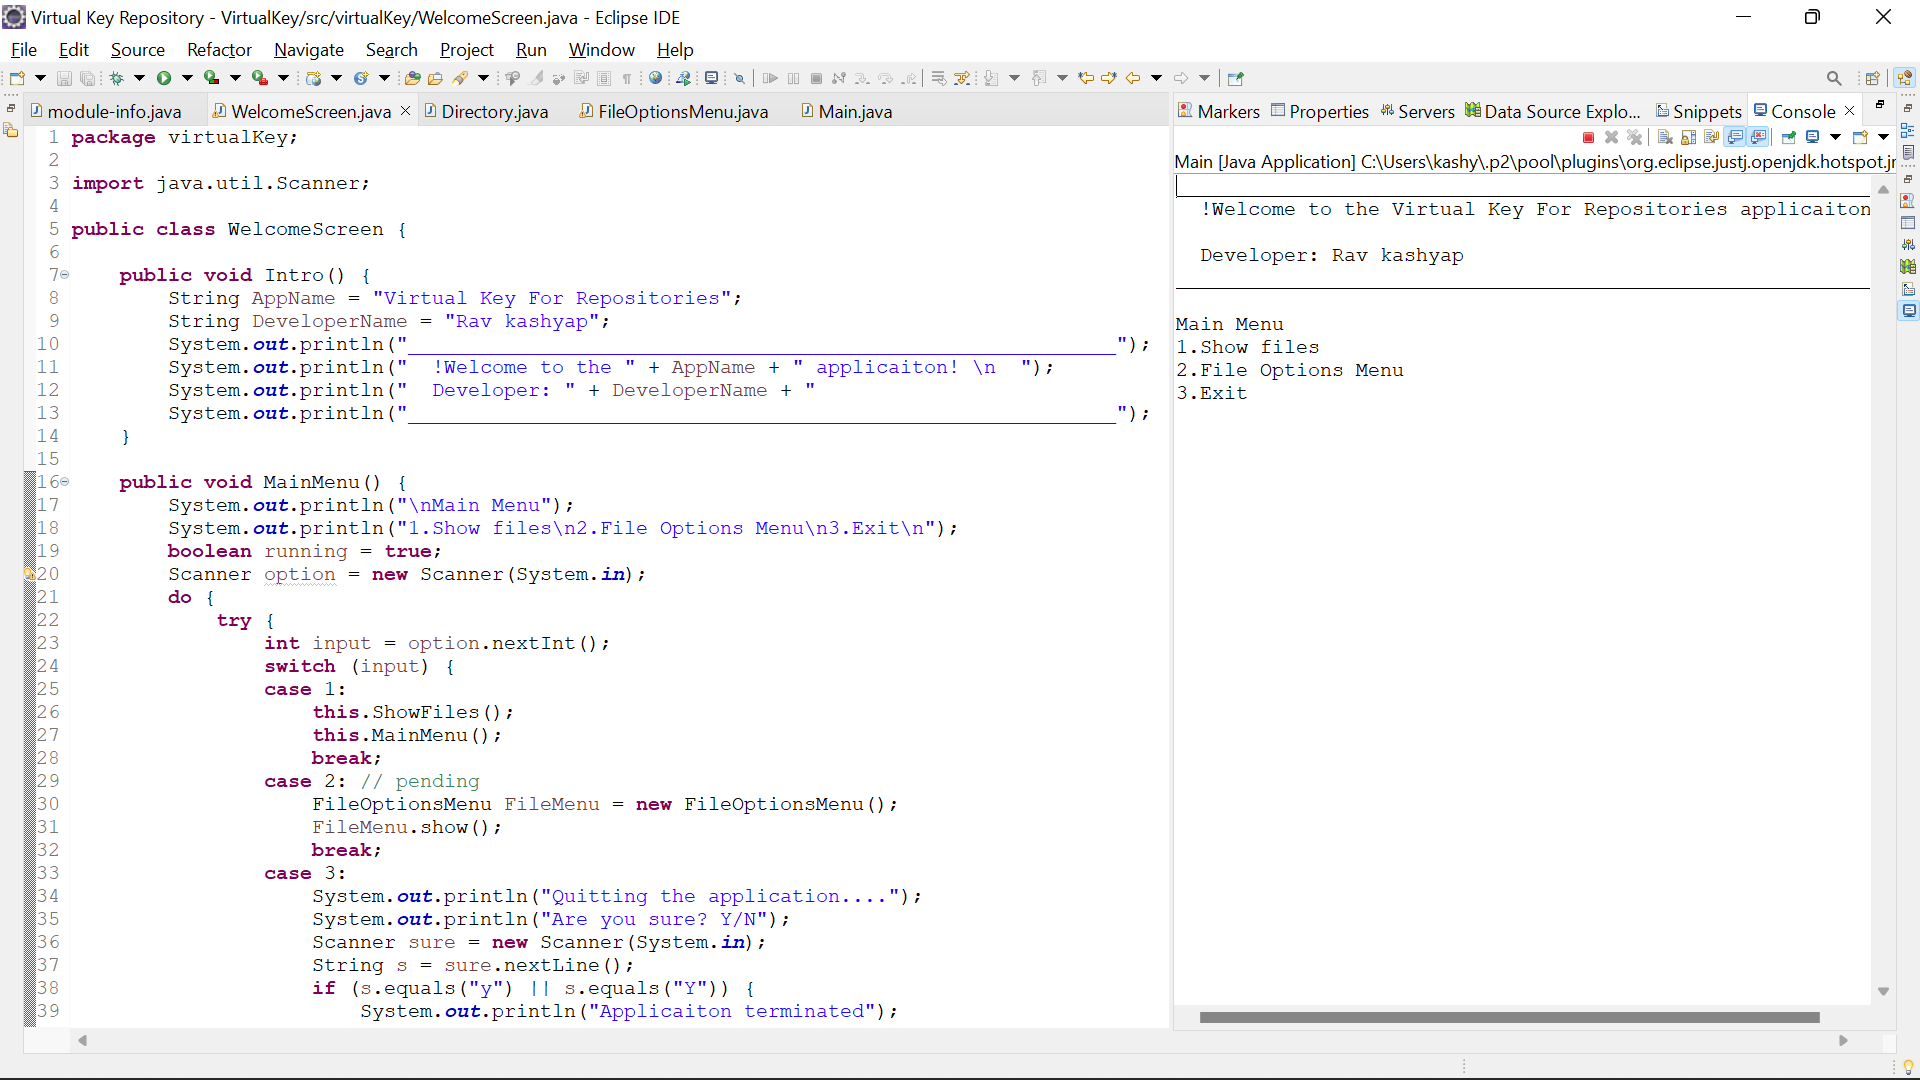 Virtual Key Repository - VirtualKey/src/virtualKey/WelcomeScreen.java - Eclipse IDE
File Edit Source Refactor Navigate Search Project Run Window Help
module-info.java WelcomeScreen.java Directory.java FileOptionsMenu.java Main.java
1 package virtualKey;
2
3 import java.util.Scanner;
4
5 public class WelcomeScreen {
6
7 public void Intro() {
8 String AppName = "Virtual Key For Repositories";
9 String DeveloperName = "Rav kashyap";
10 System.out.println("___________________________________________________________");
11 System.out.println("  !Welcome to the " + AppName + " applicaiton! \n  ");
12 System.out.println("  Developer: " + DeveloperName + "
13 System.out.println("___________________________________________________________");
14 }
15
16 public void MainMenu() {
17 System.out.println("\nMain Menu");
18 System.out.println("1.Show files\n2.File Options Menu\n3.Exit\n");
19 boolean running = true;
20 Scanner option = new Scanner(System.in);
21 do {
22 try {
23 int input = option.nextInt();
24 switch (input) {
25 case 1:
26 this.ShowFiles();
27 this.MainMenu();
28 break;
29 case 2: // pending
30 FileOptionsMenu FileMenu = new FileOptionsMenu();
31 FileMenu.show();
32 break;
33 case 3:
34 System.out.println("Quitting the application....");
35 System.out.println("Are you sure? Y/N");
36 Scanner sure = new Scanner(System.in);
37 String s = sure.nextLine();
38 if (s.equals("y") || s.equals("Y")) {
39 System.out.println("Applicaiton terminated");
Markers Properties Servers Data Source Explo... Snippets Console
Main [Java Application] C:\Users\kashy\.p2\pool\plugins\org.eclipse.justj.openjdk.hotspot.jr
!Welcome to the Virtual Key For Repositories applicaiton
Developer: Rav kashyap
Main Menu
1.Show files
2.File Options Menu
3.Exit